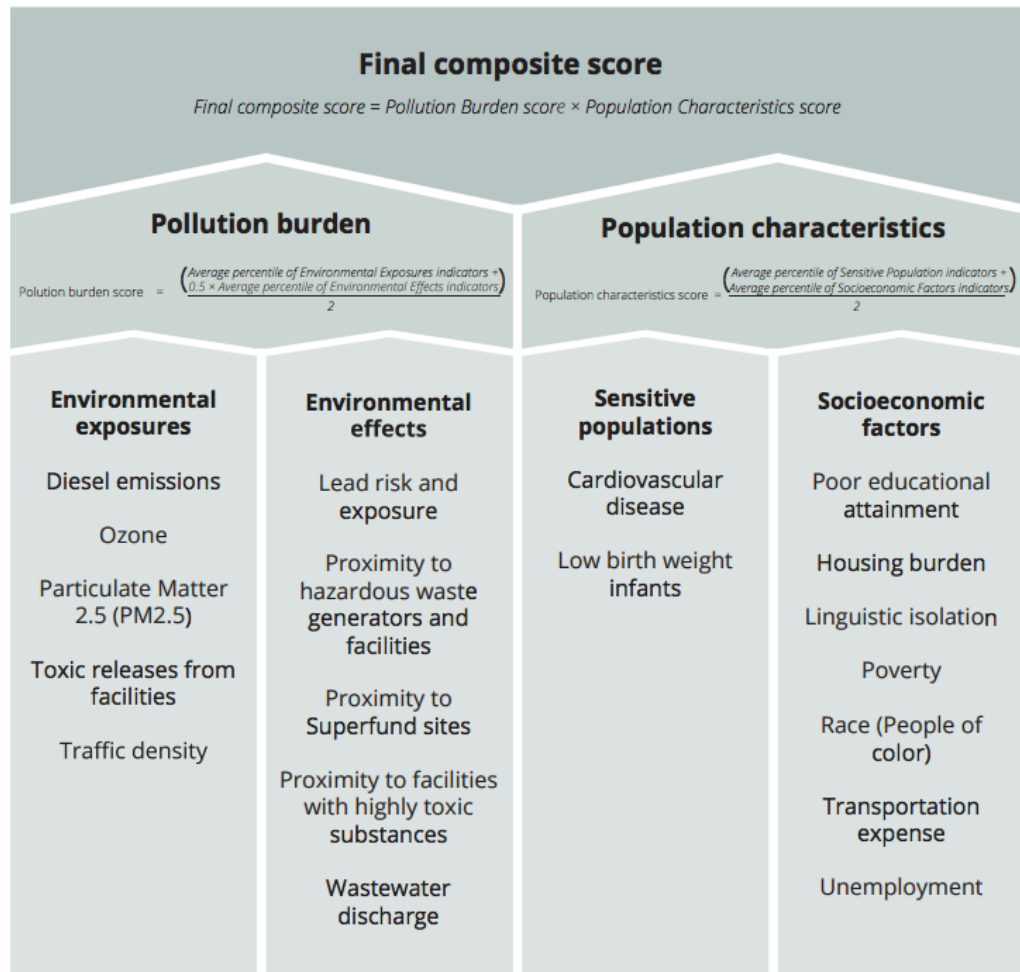 Final composite score
Final composite score = Pollution Burden score × Population Characteristics score
Pollution burden
Polution burden score = (Average percentile of Environmental Exposures indicators +
0.5 × Average percentile of Environmental Effects indicators)
2
Population characteristics
Population characteristics score = (Average percentile of Sensitive Population indicators +
Average percentile of Socioeconomic Factors indicators)
2
Environmental
exposures
Diesel emissions
Ozone
Particulate Matter
2.5 (PM2.5)
Toxic releases from
facilities
Traffic density
Environmental
effects
Lead risk and
exposure
Proximity to
hazardous waste
generators and
facilities
Proximity to
Superfund sites
Proximity to facilities
with highly toxic
substances
Wastewater
discharge
Sensitive
populations
Cardiovascular
disease
Low birth weight
infants
Socioeconomic
factors
Poor educational
attainment
Housing burden
Linguistic isolation
Poverty
Race (People of
color)
Transportation
expense
Unemployment